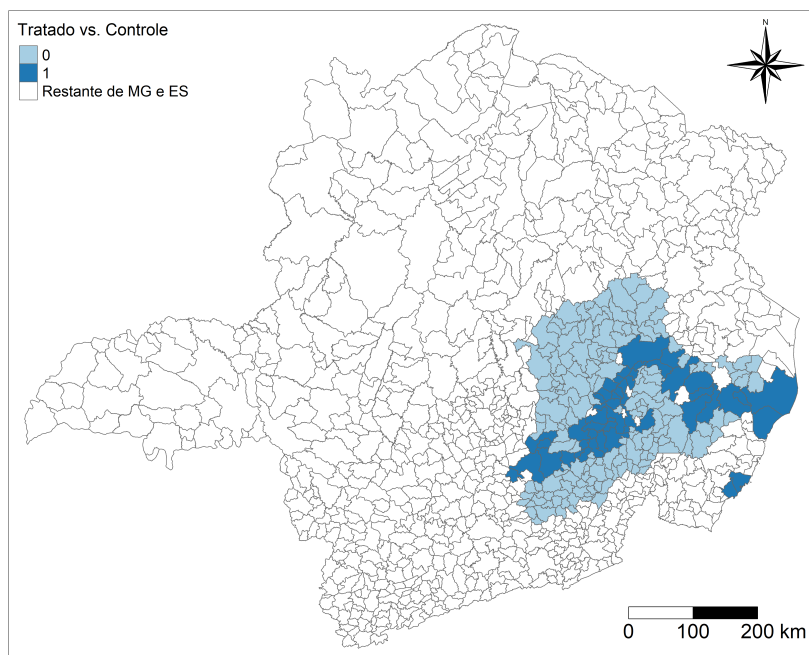 Tratado vs. Controle
0
1
Restante de MG e ES
N
0 100 200 km